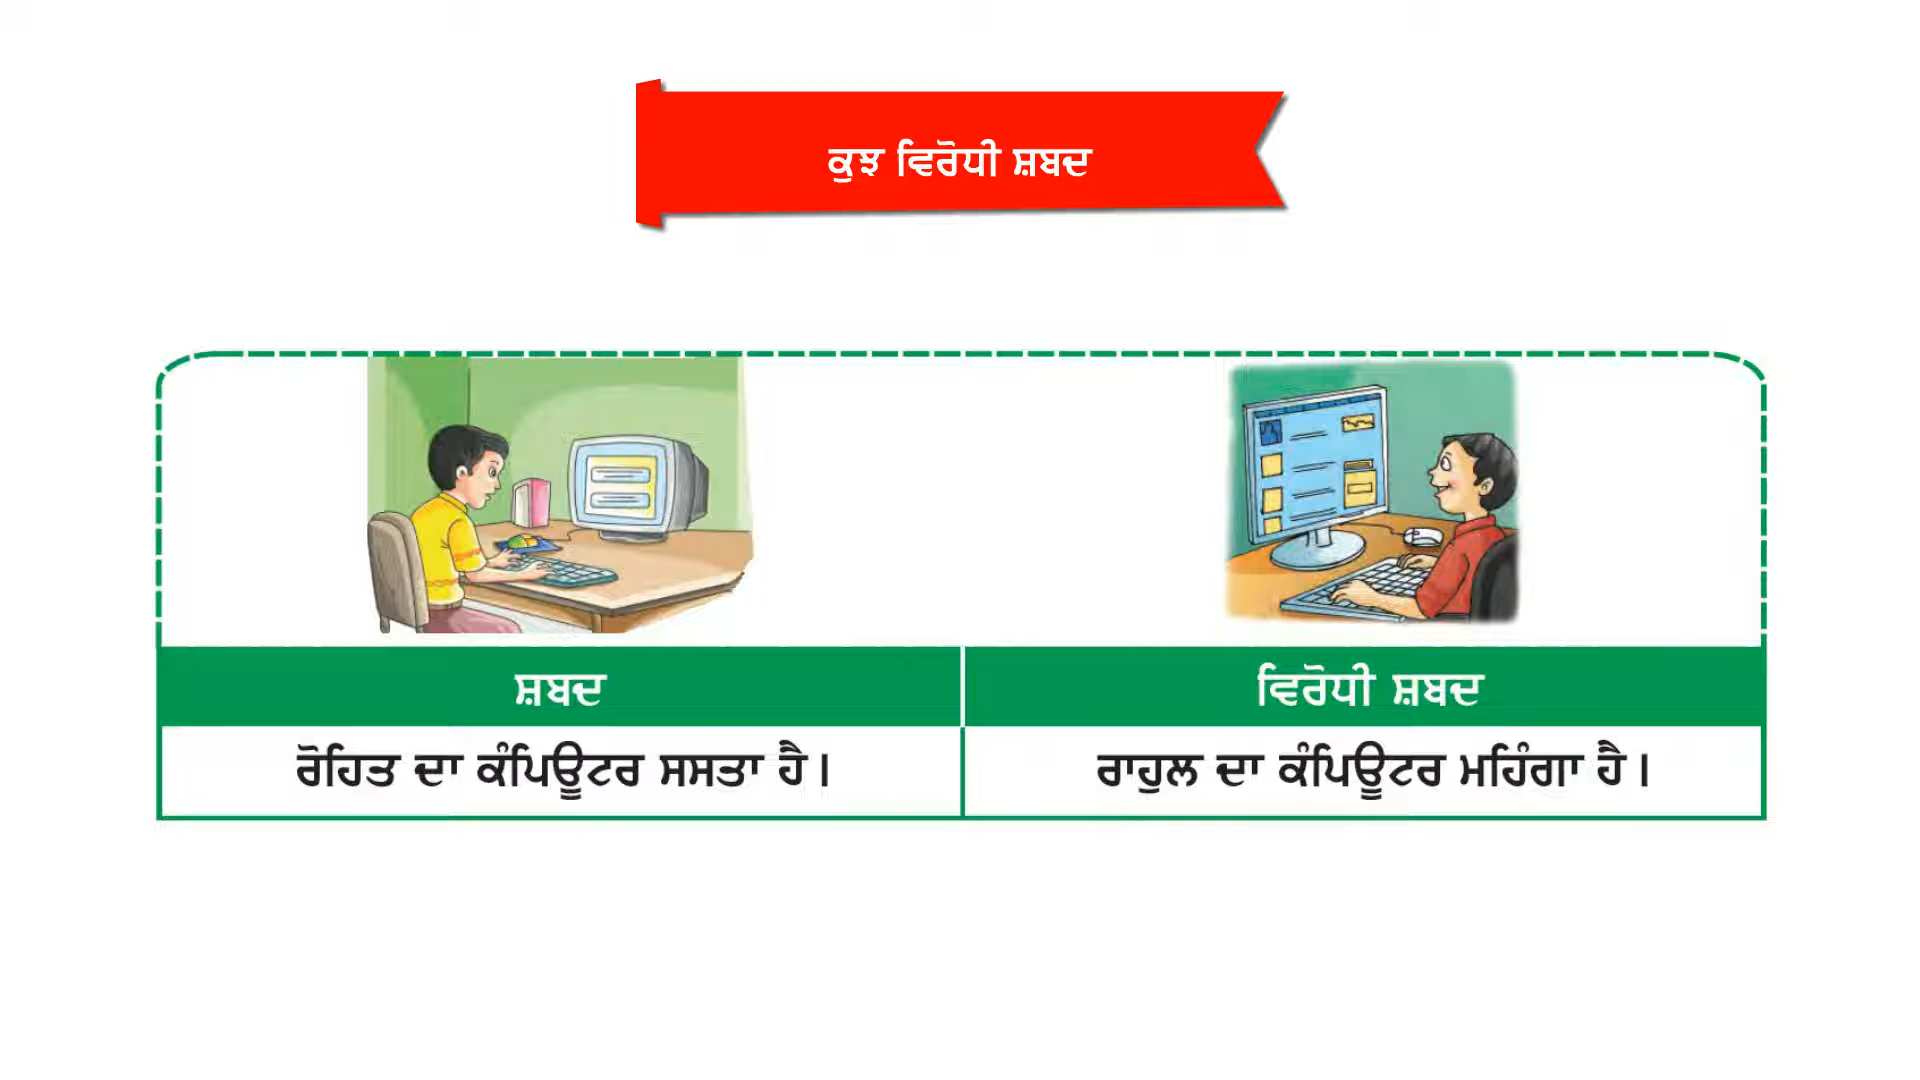 ਕੁਝ ਵਿਰੋਧੀ ਸ਼ਬਦ
ਸ਼ਬਦ
ਵਿਰੋਧੀ ਸ਼ਬਦ
ਰੋਹਿਤ ਦਾ ਕੰਪਿਊਟਰ ਸਸਤਾ ਹੈ।
ਰਾਹੁਲ ਦਾ ਕੰਪਿਊਟਰ ਮਹਿੰਗਾ ਹੈ।